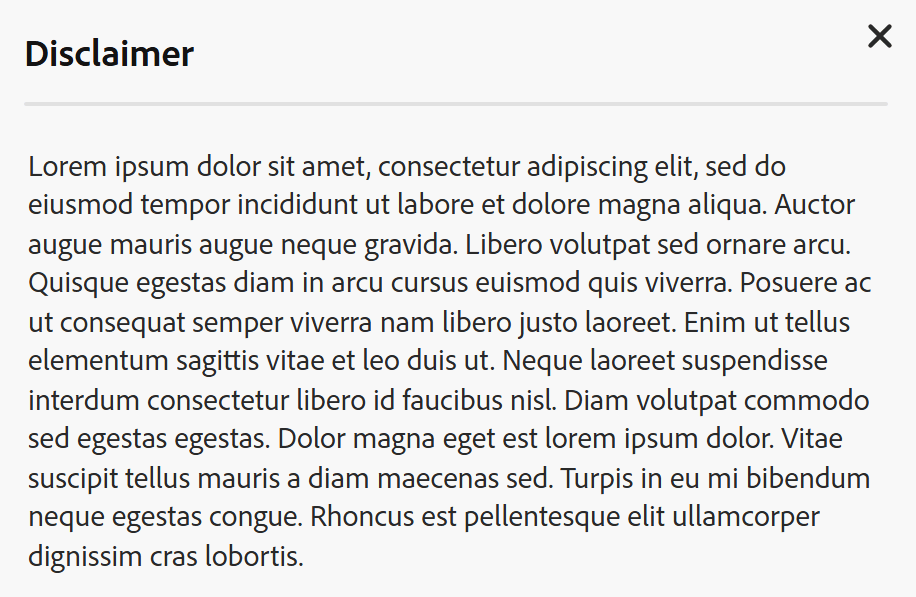 Disclaimer
Lorem ipsum dolor sit amet, consectetur adipiscing elit, sed do
eiusmod tempor incididunt ut labore et dolore magna aliqua. Auctor
augue mauris augue neque gravida. Libero volutpat sed ornare arcu.
Quisque egestas diam in arcu cursus euismod quis viverra. Posuere ac
ut consequat semper viverra nam libero justo laoreet. Enim ut tellus
elementum sagittis vitae et leo duis ut. Neque laoreet suspendisse
interdum consectetur libero id faucibus nisl. Diam volutpat commodo
sed egestas egestas. Dolor magna eget est lorem ipsum dolor. Vitae
suscipit tellus mauris a diam maecenas sed. Turpis in eu mi bibendum
neque egestas congue. Rhoncus est pellentesque elit ullamcorper
dignissim cras lobortis.